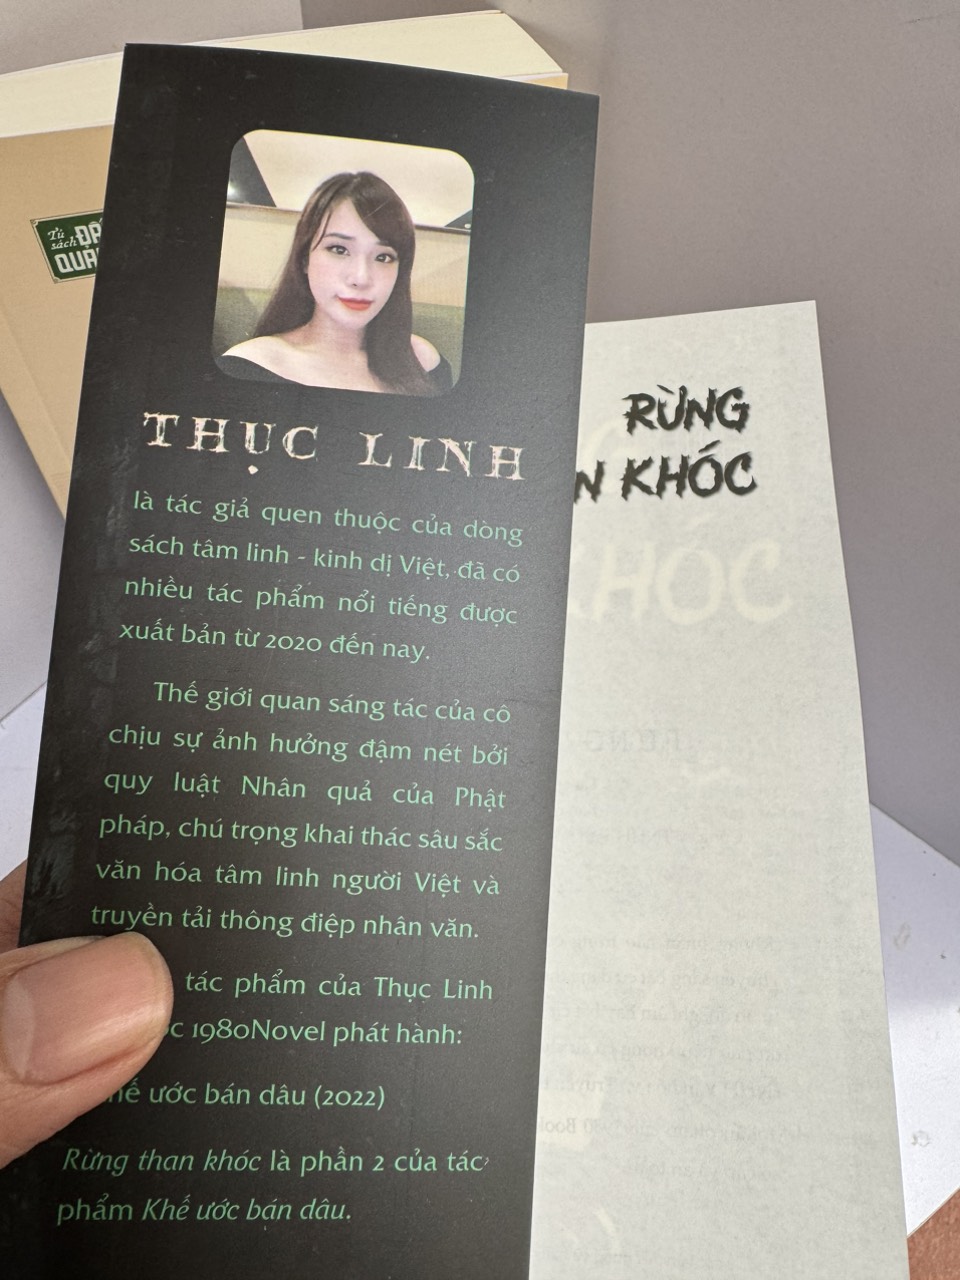 Tủ
sách
THỤC LINH
là tác giả quen thuộc của dòng
sách tâm linh - kinh dị Việt, đã có
nhiều tác phẩm nổi tiếng được
xuất bản từ 2020 đến nay.
Thế giới quan sáng tác của cô
chịu sự ảnh hưởng đậm nét bởi
quy luật Nhân quả của Phật
pháp, chú trọng khai thác sâu sắc
văn hóa tâm linh người Việt và
truyền tải thông điệp nhân văn.
tác phẩm của Thục Linh
1980Novel phát hành:
ước bán dâu (2022)
Rừng than khóc là phần 2 của tác
phẩm Khế ước bán dâu.
RỪNG
KHÓC